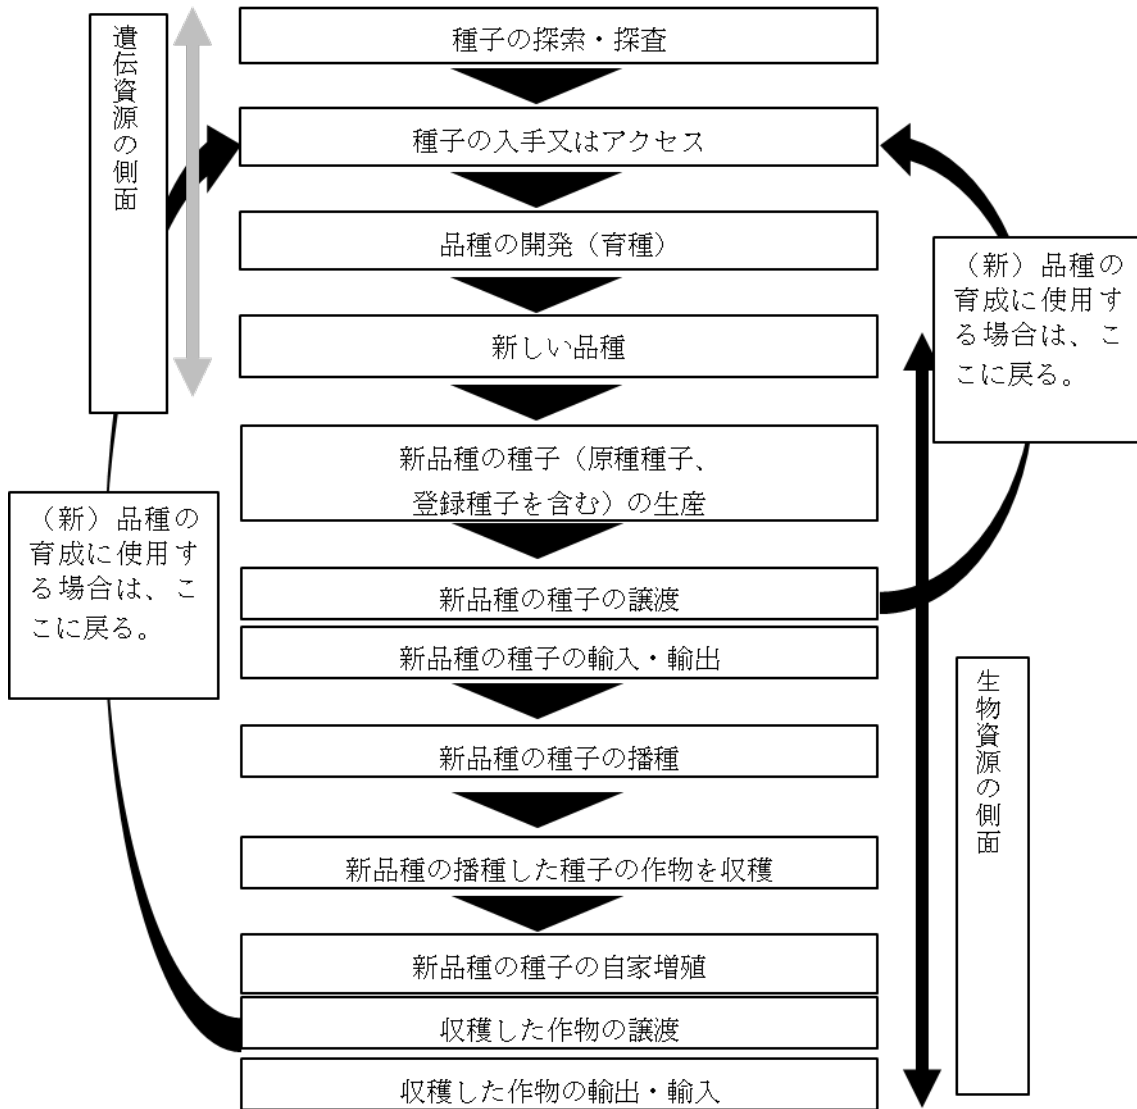 遺伝資源の側面
種子の探索・探査
種子の入手又はアクセス
品種の開発（育種）
新しい品種
新品種の種子（原種種子、
登録種子を含む）の生産
新品種の種子の譲渡
新品種の種子の輸入・輸出
新品種の種子の播種
新品種の播種した種子の作物を収穫
新品種の種子の自家増殖
収穫した作物の譲渡
収穫した作物の輸出・輸入
（新）品種の
育成に使用す
る場合は、こ
こに戻る。
（新）品種の
育成に使用す
る場合は、こ
こに戻る。
生物資源の側面